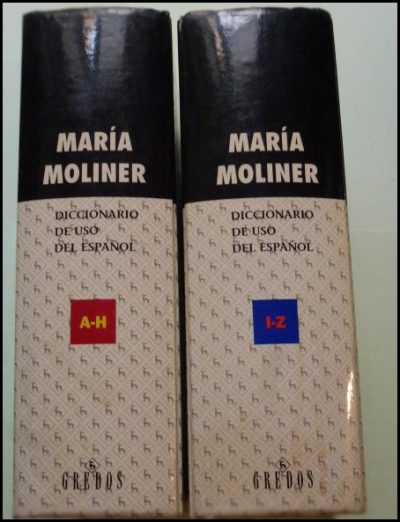 MARÍA
MOLINER
DICCIONARIO
DE USO
DEL ESPAÑOL
A-H
GREDOS
MARÍA
MOLINER
DICCIONARIO
DE USO
DEL ESPAÑOL
I-Z
GREDOS